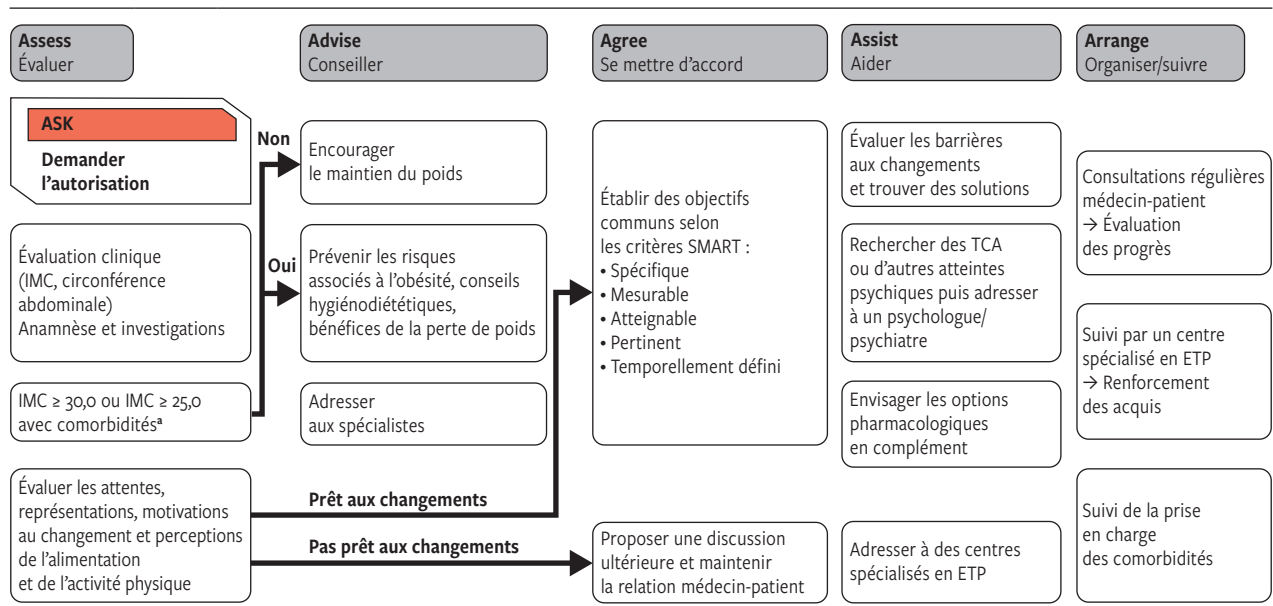 Assess
Évaluer
Advise
Conseiller
Agree
Se mettre d'accord
Assist
Aider
Arrange
Organiser/suivre
ASK
Demander
l'autorisation
Non
Encourager
le maintien du poids
Évaluation clinique
(IMC, circonférence
abdominale)
Anamnèse et investigations
Oui
Prévenir les risques
associés à l'obésité, conseils
hygiénodiététiques,
bénéfices de la perte de poids
IMC ≥ 30,0 ou IMC ≥ 25,0
avec comorbiditésᵃ
Adresser
aux spécialistes
Évaluer les attentes,
représentations, motivations
au changement et perceptions
de l'alimentation
et de l'activité physique
Prêt aux changements
Pas prêt aux changements
Établir des objectifs
communs selon
les critères SMART :
• Spécifique
• Mesurable
• Atteignable
• Pertinent
• Temporellement défini
Proposer une discussion
ultérieure et maintenir
la relation médecin-patient
Évaluer les barrières
aux changements
et trouver des solutions
Rechercher des TCA
ou d'autres atteintes
psychiques puis adresser
à un psychologue/
psychiatre
Envisager les options
pharmacologiques
en complément
Adresser à des centres
spécialisés en ETP
Consultations régulières
médecin-patient
→ Évaluation
des progrès
Suivi par un centre
spécialisé en ETP
→ Renforcement
des acquis
Suivi de la prise
en charge
des comorbidités